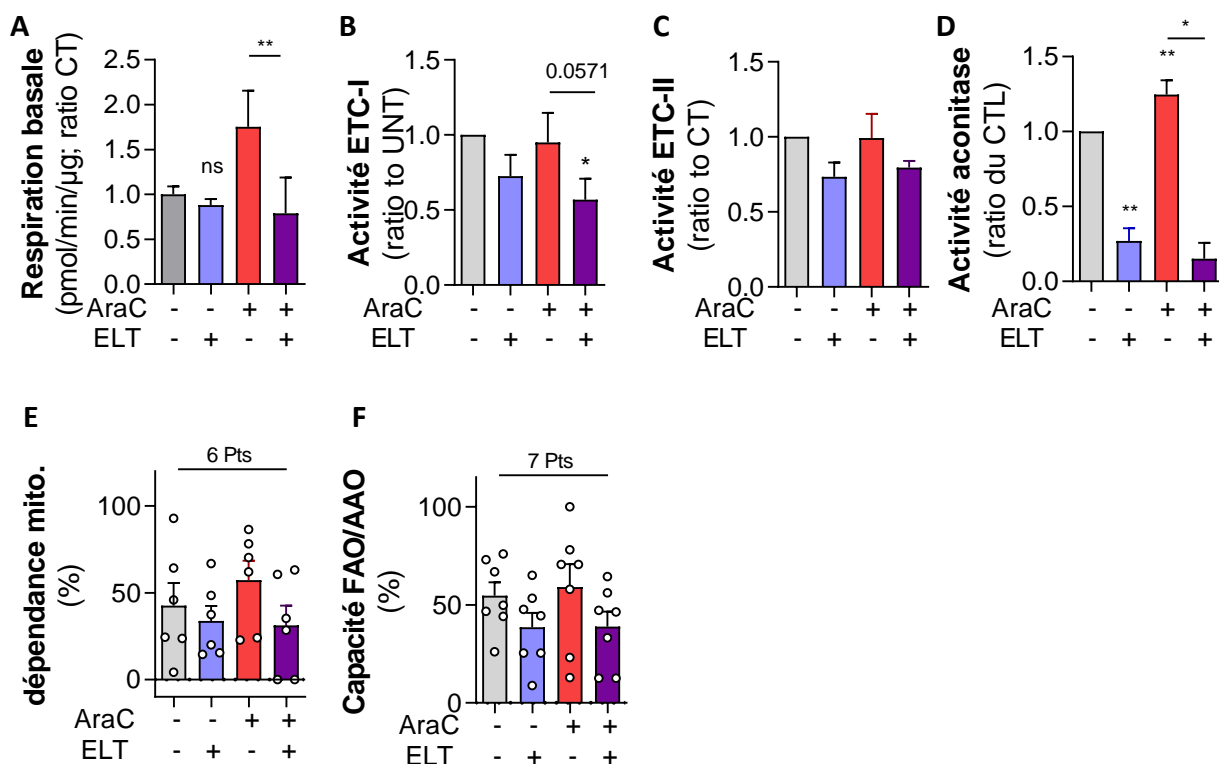 A
Respiration basale
(pmol/min/µg; ratio CT)
2.5
2.0
1.5
1.0
0.5
0.0
ns
**
AraC - - + +
ELT - + - +
B
Activité ETC-I
(ratio to UNT)
1.5
1.0
0.5
0.0
0.0571
*
- - + +
- + - +
C
Activité ETC-II
(ratio to CT)
1.5
1.0
0.5
0.0
AraC - - + +
ELT - + - +
D
Activité aconitase
(ratio du CTL)
1.5
1.0
0.5
0.0
**
**
*
AraC - - + +
ELT - + - +
E
dépendance mito.
(%)
100
50
0
6 Pts
AraC - - + +
ELT - + - +
F
Capacité FAO/AAO
(%)
100
50
0
7 Pts
AraC - - + +
ELT - + - +